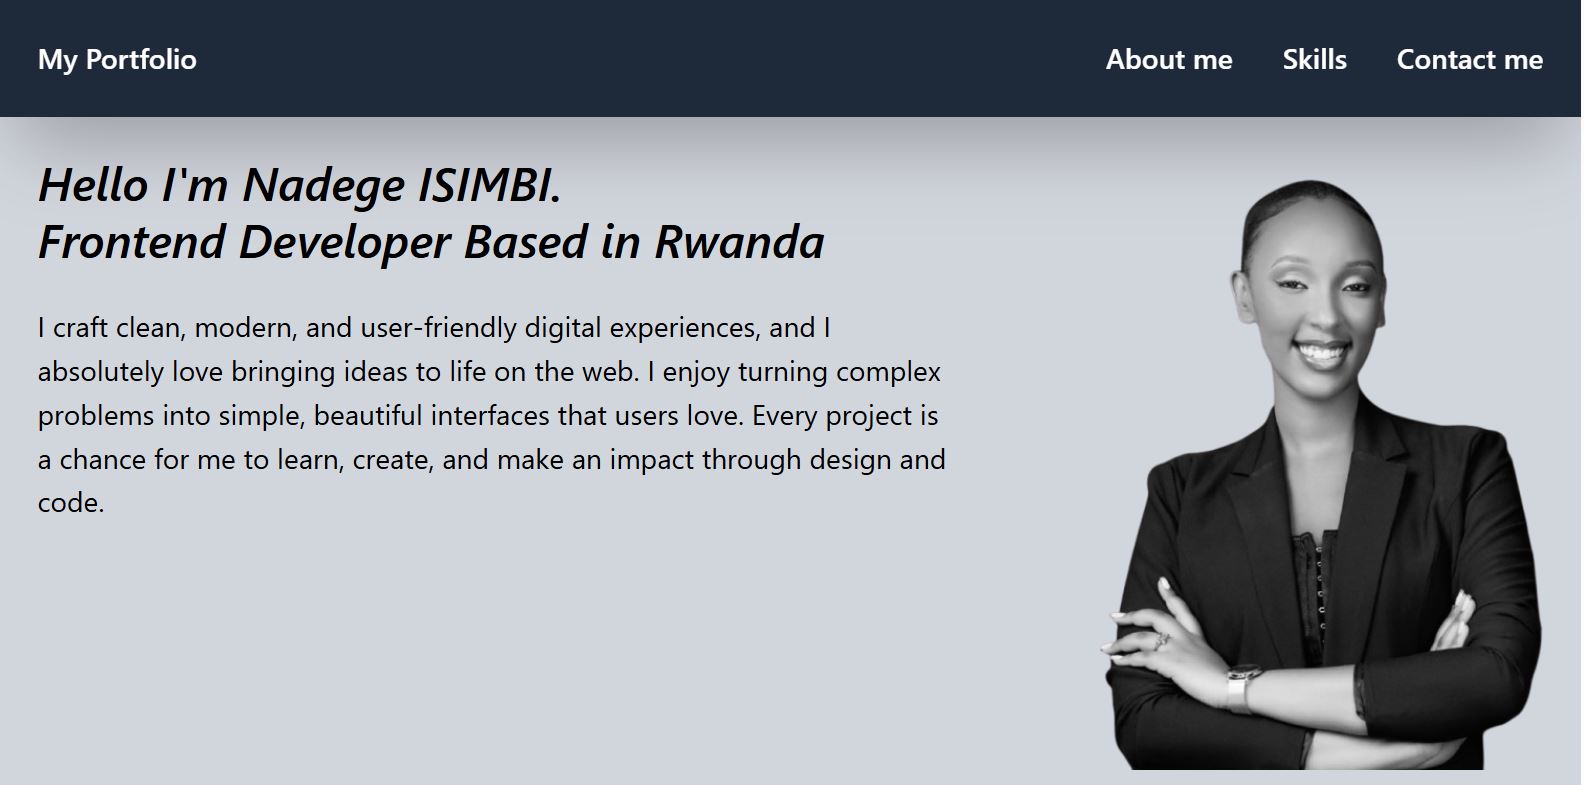 My Portfolio
About me
Skills
Contact me
Hello I'm Nadege ISIMBI.
Frontend Developer Based in Rwanda
I craft clean, modern, and user-friendly digital experiences, and I
absolutely love bringing ideas to life on the web. I enjoy turning complex
problems into simple, beautiful interfaces that users love. Every project is
a chance for me to learn, create, and make an impact through design and
code.